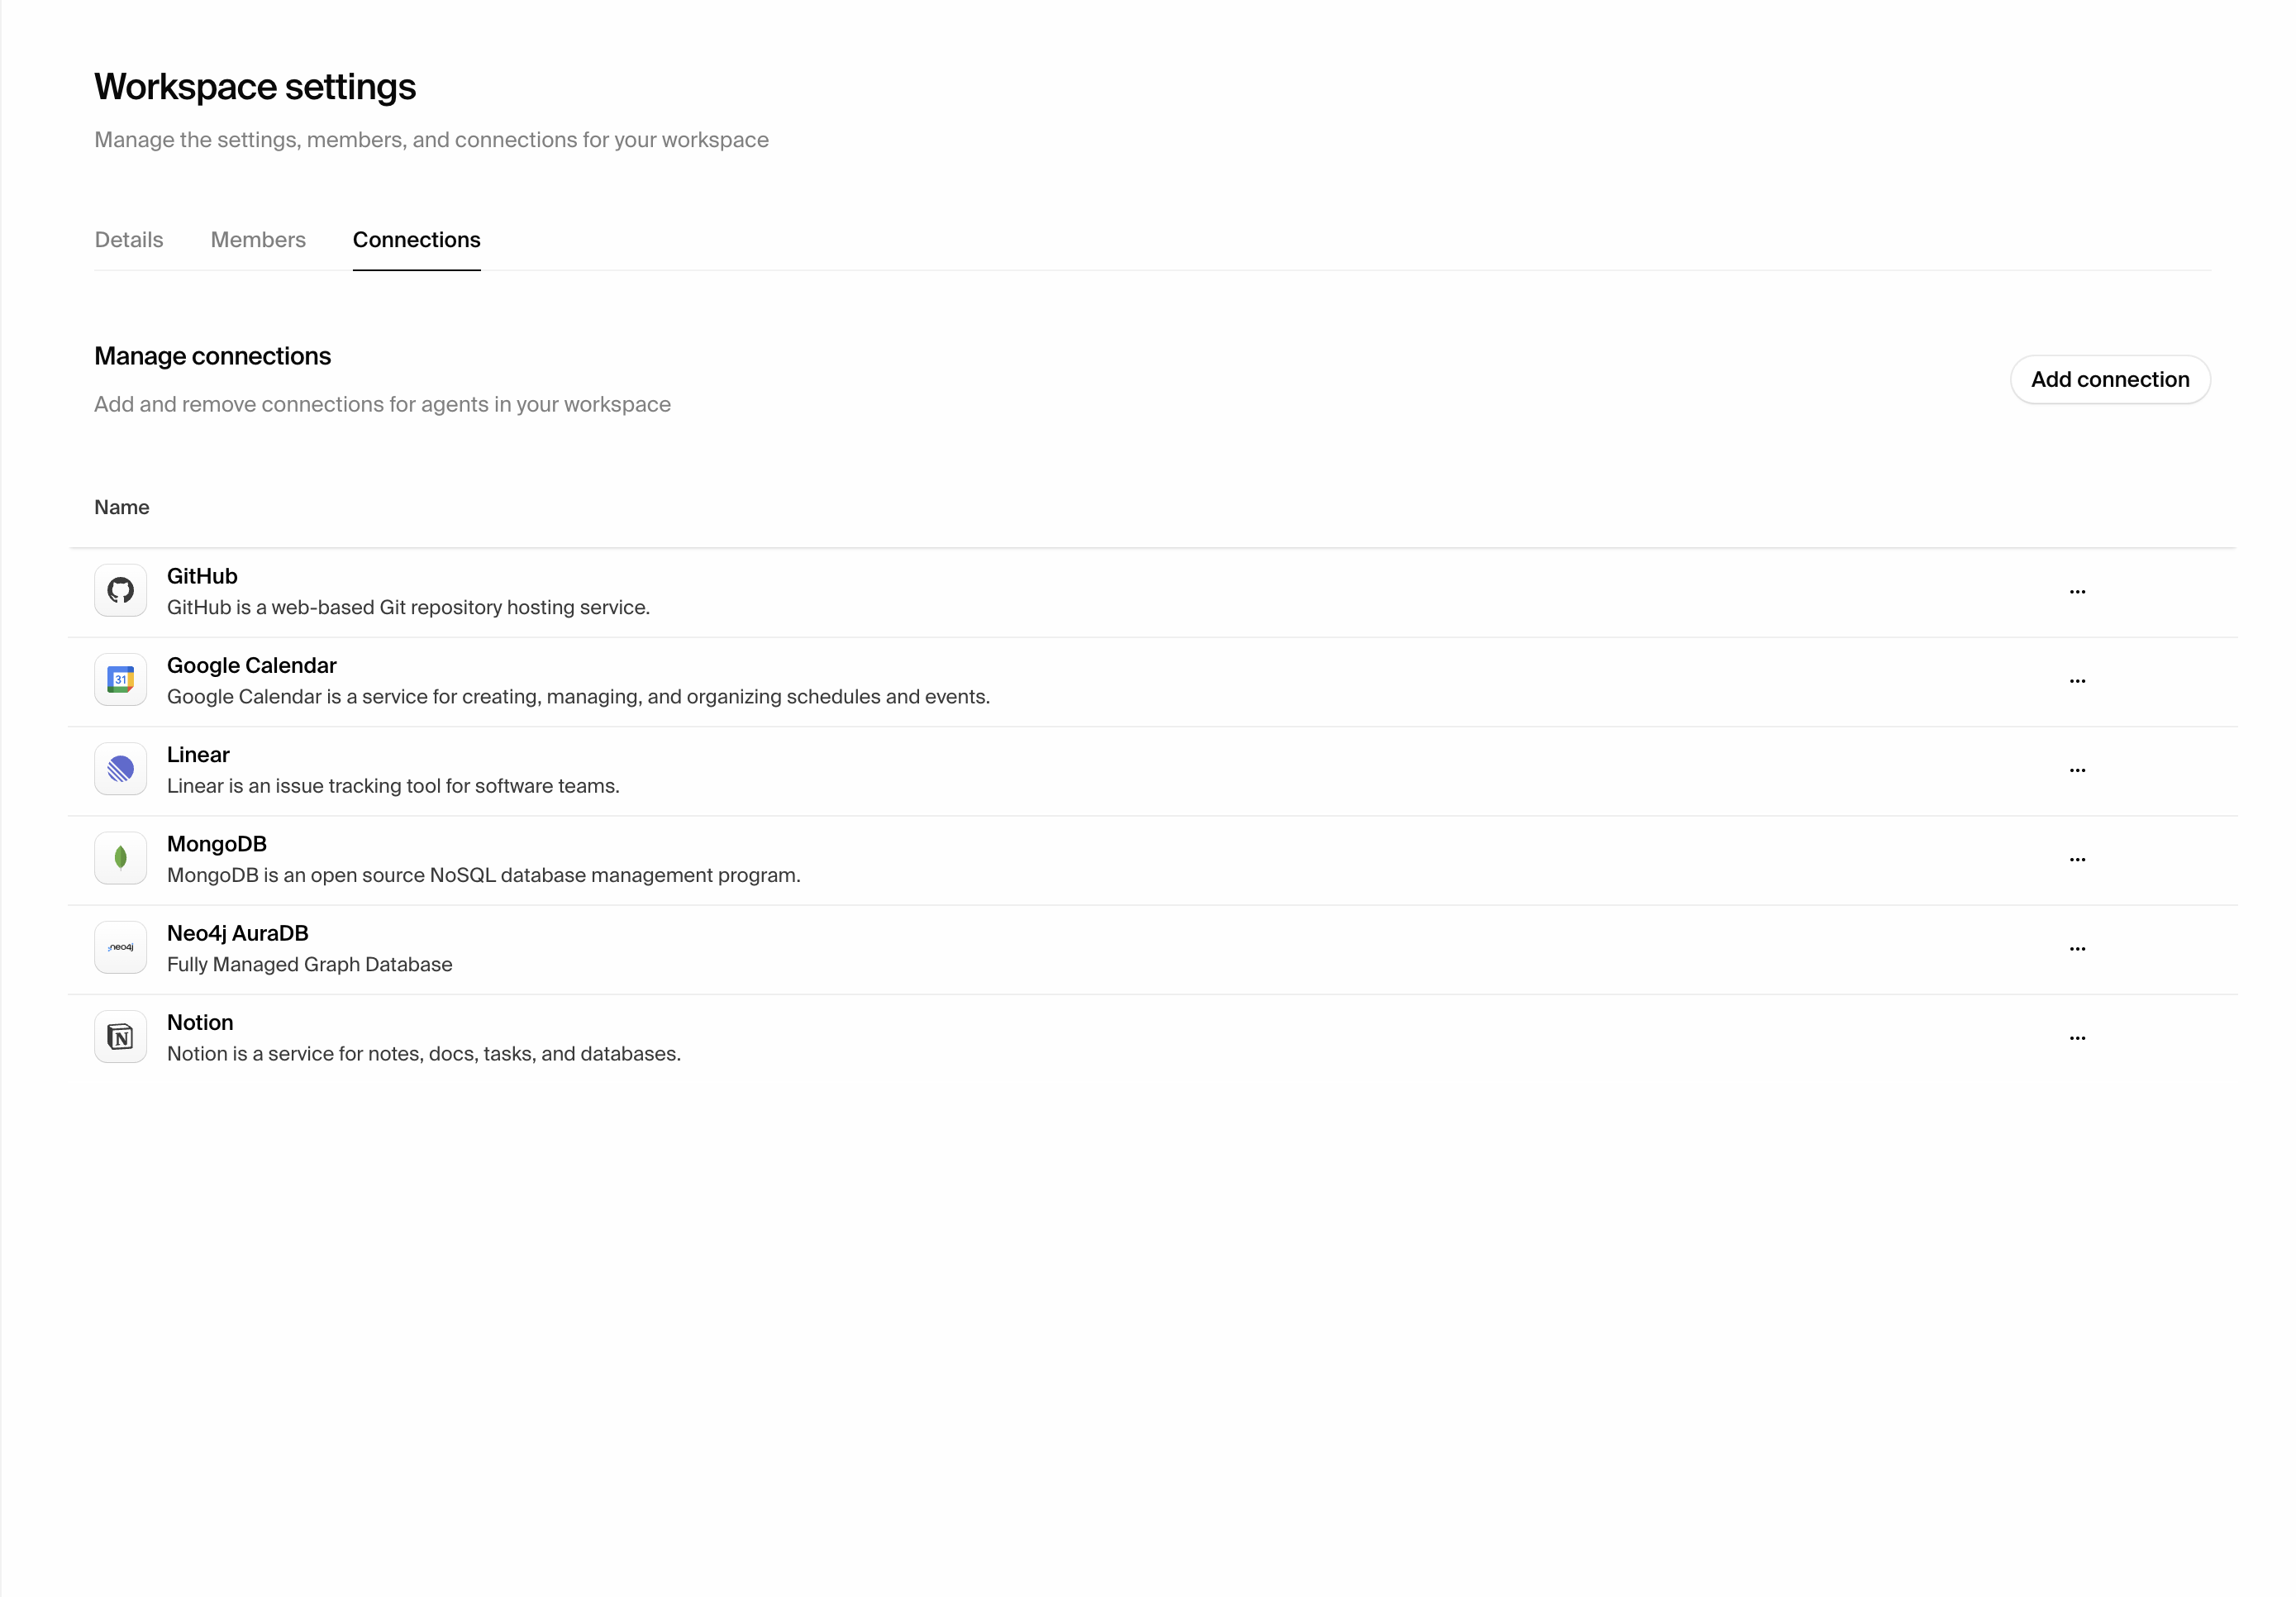 Workspace settings
Manage the settings, members, and connections for your workspace
Details Members Connections
Manage connections
Add connection
Add and remove connections for agents in your workspace
Name
GitHub
GitHub is a web-based Git repository hosting service.
31
Google Calendar
Google Calendar is a service for creating, managing, and organizing schedules and events.
Linear
Linear is an issue tracking tool for software teams.
MongoDB
MongoDB is an open source NoSQL database management program.
neo4j
Neo4j AuraDB
Fully Managed Graph Database
N
Notion
Notion is a service for notes, docs, tasks, and databases.